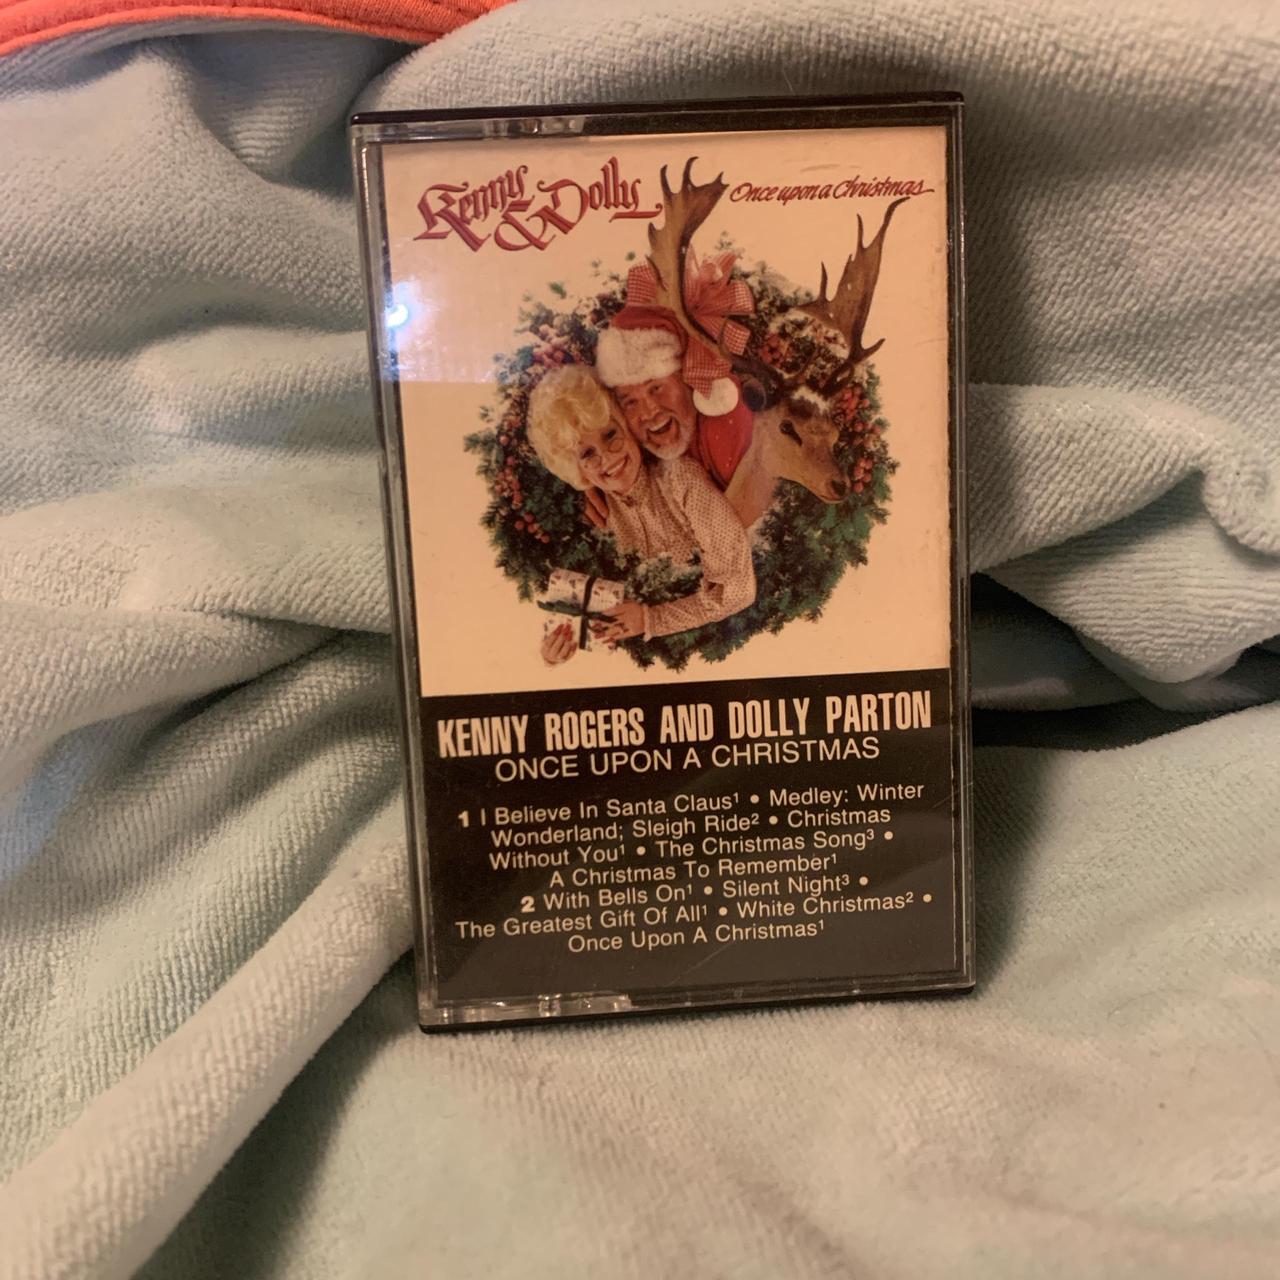 Kenny & Dolly
Once upon a Christmas
KENNY ROGERS AND DOLLY PARTON
ONCE UPON A CHRISTMAS
1 I Believe In Santa Claus¹ • Medley: Winter
Wonderland; Sleigh Ride² • Christmas
Without You¹ • The Christmas Song³ •
A Christmas To Remember¹
2 With Bells On¹ • Silent Night³ •
The Greatest Gift Of All¹ • White Christmas² •
Once Upon A Christmas¹